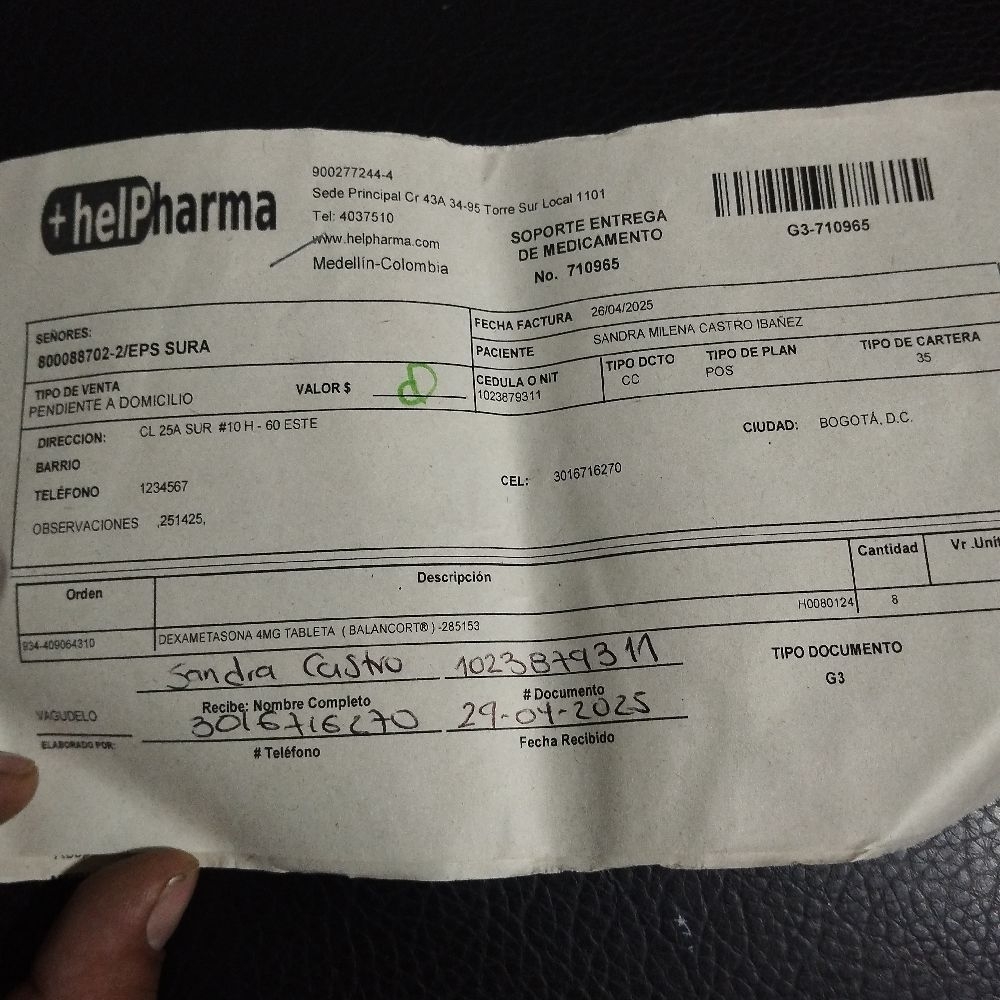 +helPharma
900277244-4
Sede Principal Cr 43A 34-95 Torre Sur Local 1101
Tel: 4037510
www.helpharma.com
Medellín-Colombia
SOPORTE ENTREGA
DE MEDICAMENTO
No. 710965
G3-710965
SEÑORES:
800088702-2/EPS SURA
FECHA FACTURA 26/04/2025
PACIENTE SANDRA MILENA CASTRO IBAÑEZ
TIPO DE VENTA
PENDIENTE A DOMICILIO
VALOR $
CEDULA O NIT
1023879311
TIPO DCTO
CC
TIPO DE PLAN
POS
TIPO DE CARTERA
35
DIRECCION: CL 25A SUR #10 H - 60 ESTE
CIUDAD: BOGOTÁ, D.C.
BARRIO
TELÉFONO 1234567
CEL: 3016716270
OBSERVACIONES ,251425,
Orden Descripción Cantidad Vr .Unit
934-409064310 DEXAMETASONA 4MG TABLETA ( BALANCORT® ) -285153 H0080124 8
Sandra Castro 1023879311
Recibe: Nombre Completo # Documento
3016716270 29-04-2025
# Teléfono Fecha Recibido
VAGUDELO
ELABORADO POR:
TIPO DOCUMENTO
G3